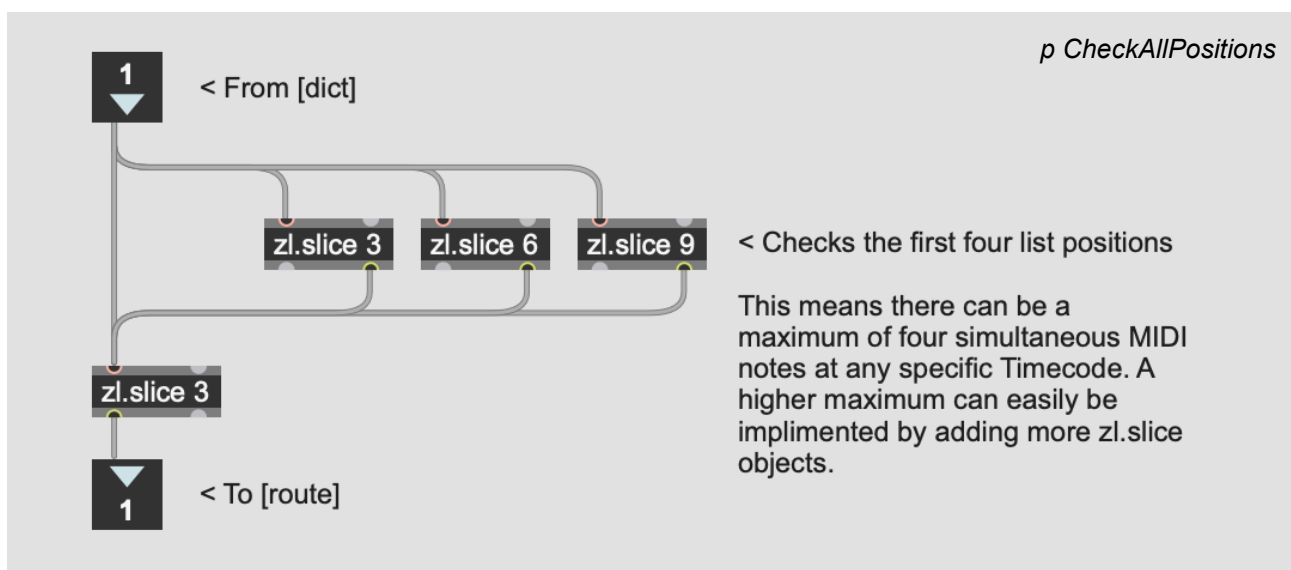 p CheckAllPositions
1
< From [dict]
zl.slice 3
zl.slice 6
zl.slice 9
< Checks the first four list positions
This means there can be a
maximum of four simultaneous MIDI
notes at any specific Timecode. A
higher maximum can easily be
implimented by adding more zl.slice
objects.
zl.slice 3
1
< To [route]